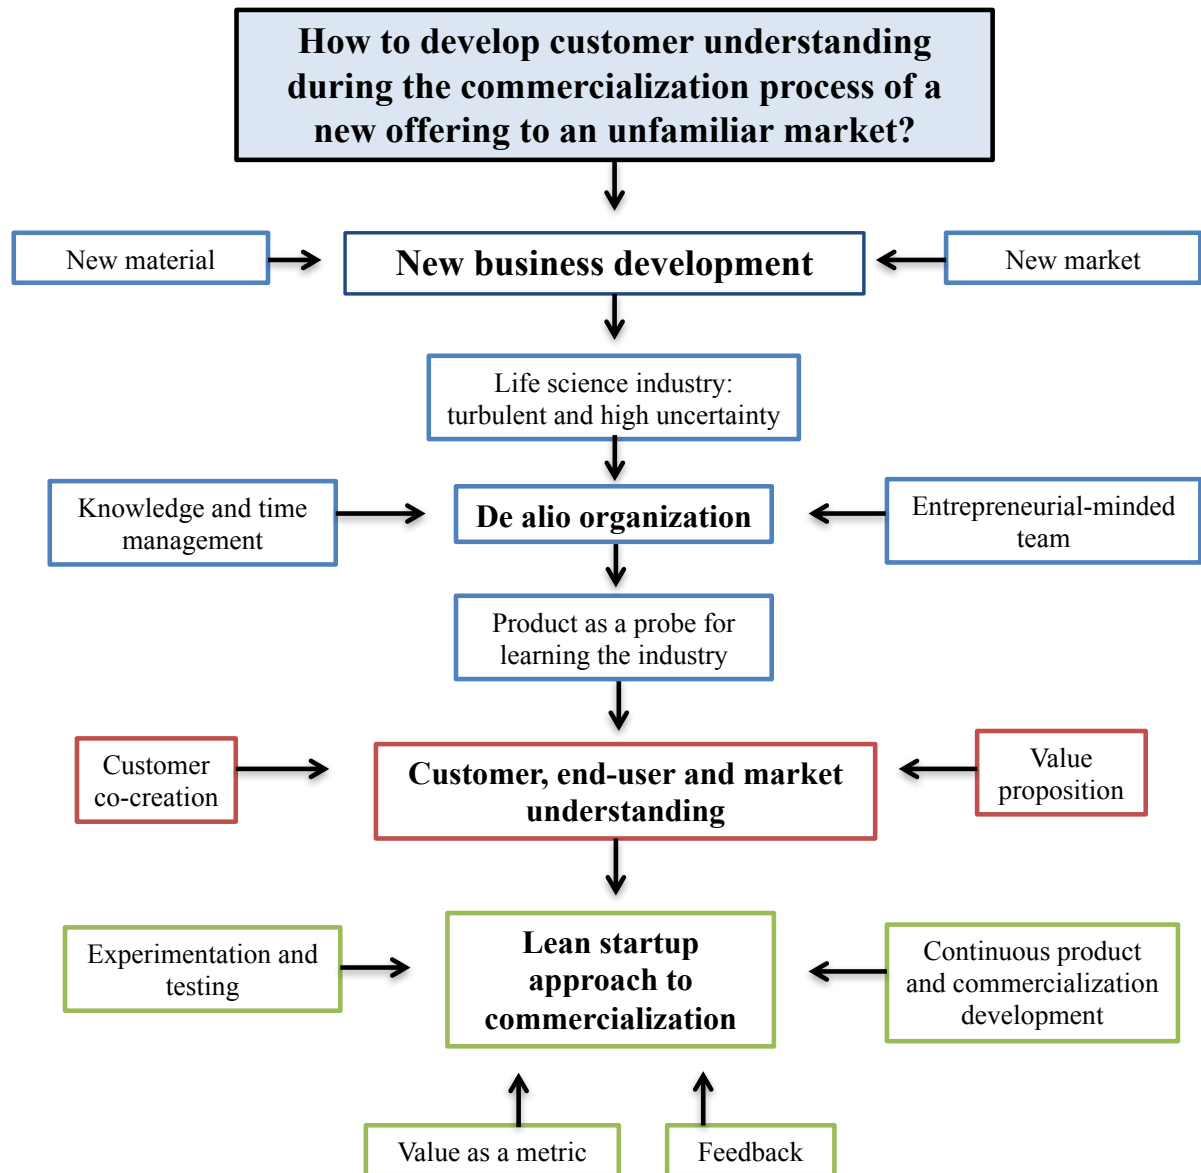 How to develop customer understanding
during the commercialization process of a
new offering to an unfamiliar market?
New material
New business development
New market
Life science industry:
turbulent and high uncertainty
Knowledge and time
management
De alio organization
Entrepreneurial-minded
team
Product as a probe for
learning the industry
Customer
co-creation
Customer, end-user and market
understanding
Value
proposition
Experimentation and
testing
Lean startup
approach to
commercialization
Continuous product
and commercialization
development
Value as a metric
Feedback